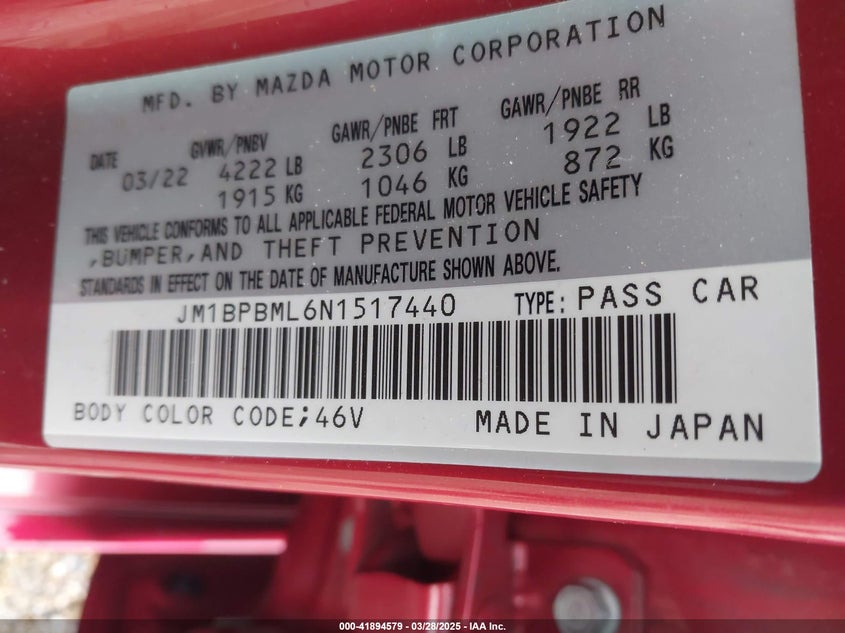 MFD. BY MAZDA MOTOR CORPORATION
DATE GVWR/PNBV GAWR/PNBE FRT GAWR/PNBE RR
03/22 4222 LB 2306 LB 1922 LB
1915 KG 1046 KG 872 KG
THIS VEHICLE CONFORMS TO ALL APPLICABLE FEDERAL MOTOR VEHICLE SAFETY
,BUMPER,AND THEFT PREVENTION
STANDARDS IN EFFECT ON THE DATE OF MANUFACTURE SHOWN ABOVE.
JM1BPBML6N1517440 TYPE: PASS CAR
BODY COLOR CODE;46V MADE IN JAPAN
000-41894579 - 03/28/2025 - IAA Inc.